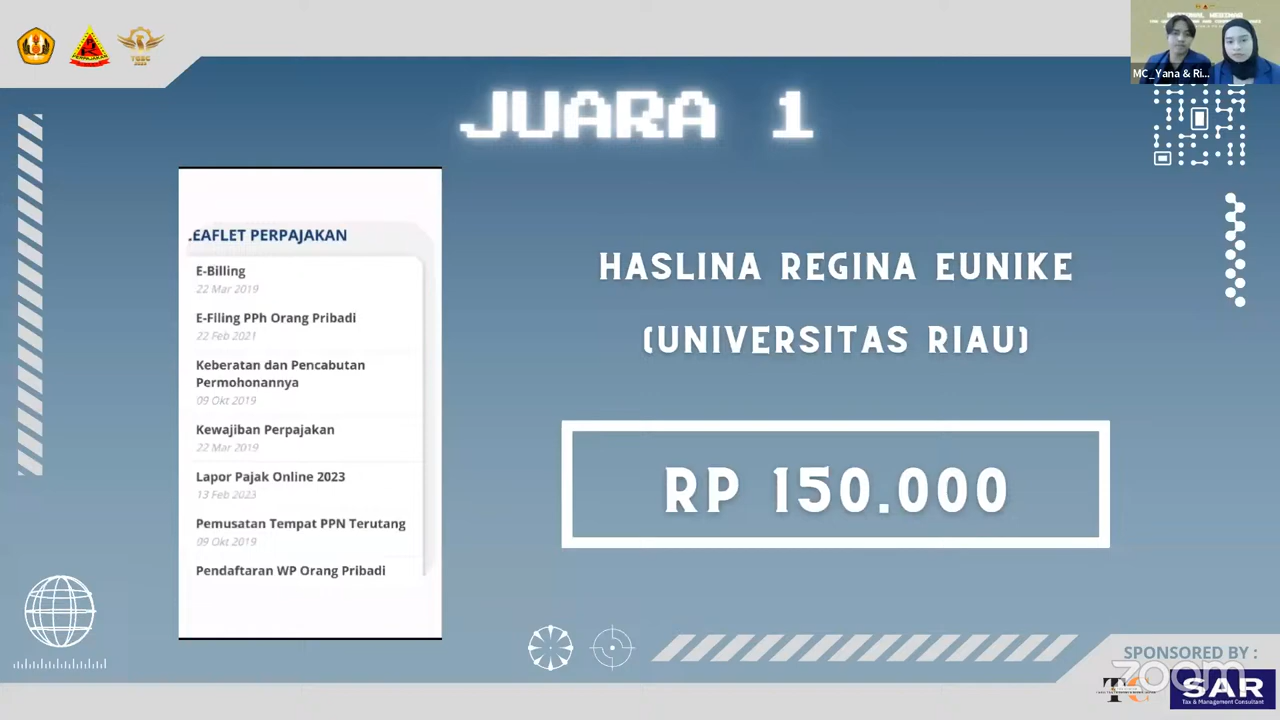 MC_Yana & Ri...
JUARA 1
.EAFLET PERPAJAKAN
E-Billing
22 Mar 2019
E-Filing PPh Orang Pribadi
22 Feb 2021
Keberatan dan Pencabutan
Permohonannya
09 Okt 2019
Kewajiban Perpajakan
22 Mar 2019
Lapor Pajak Online 2023
13 Feb 2023
Pemusatan Tempat PPN Terutang
09 Okt 2019
Pendaftaran WP Orang Pribadi
HASLINA REGINA EUNIKE
(UNIVERSITAS RIAU)
RP 150.000
SPONSORED BY :
zoom
SAR
Tax & Management Consultant